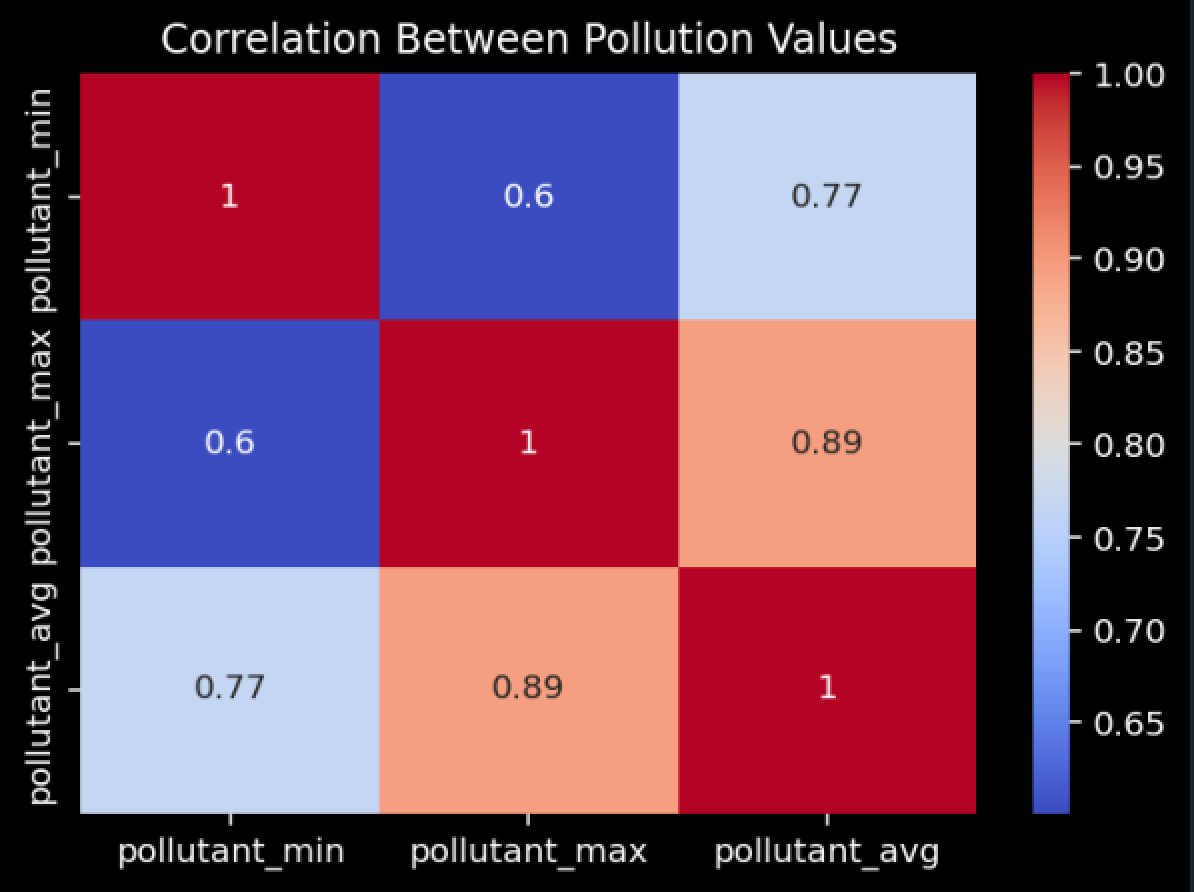 Correlation Between Pollution Values
pollutant_min
1
0.6
0.77
pollutant_max
0.6
1
0.89
pollutant_avg
0.77
0.89
1
pollutant_min
pollutant_max
pollutant_avg
1.00
0.95
0.90
0.85
0.80
0.75
0.70
0.65